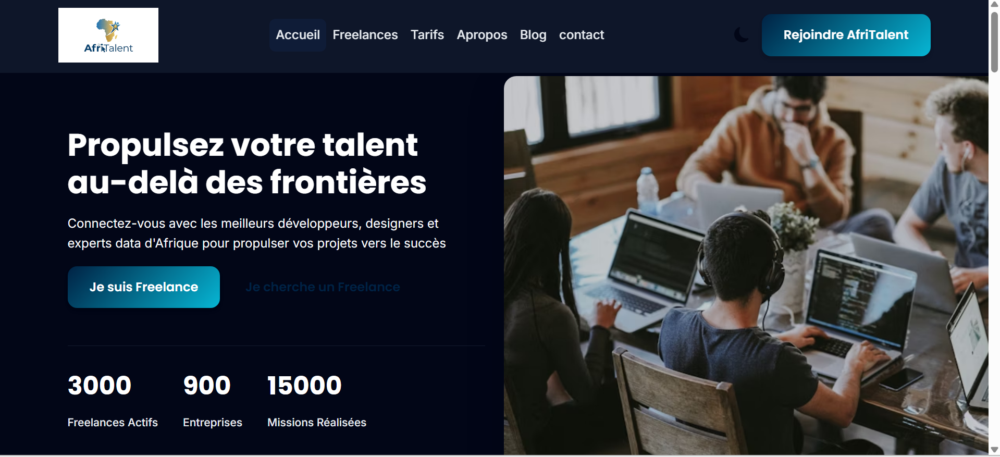 AfriTalent
Accueil Freelances Tarifs Apropos Blog contact
Rejoindre AfriTalent
Propulsez votre talent
au-delà des frontières
Connectez-vous avec les meilleurs développeurs, designers et
experts data d'Afrique pour propulser vos projets vers le succès
Je suis Freelance
Je cherche un Freelance
3000 900 15000
Freelances Actifs Entreprises Missions Réalisées